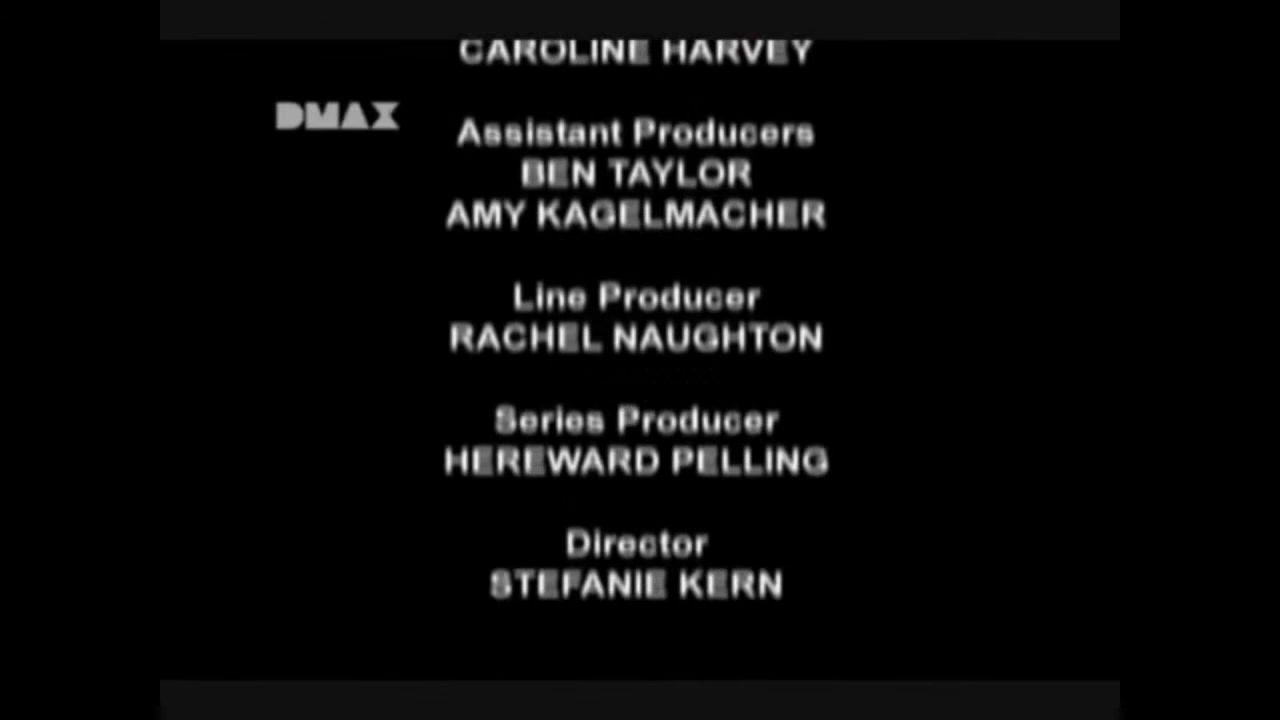 CAROLINE HARVEY
DMAX
Assistant Producers
BEN TAYLOR
AMY KAGELMACHER
Line Producer
RACHEL NAUGHTON
Series Producer
HEREWARD PELLING
Director
STEFANIE KERN